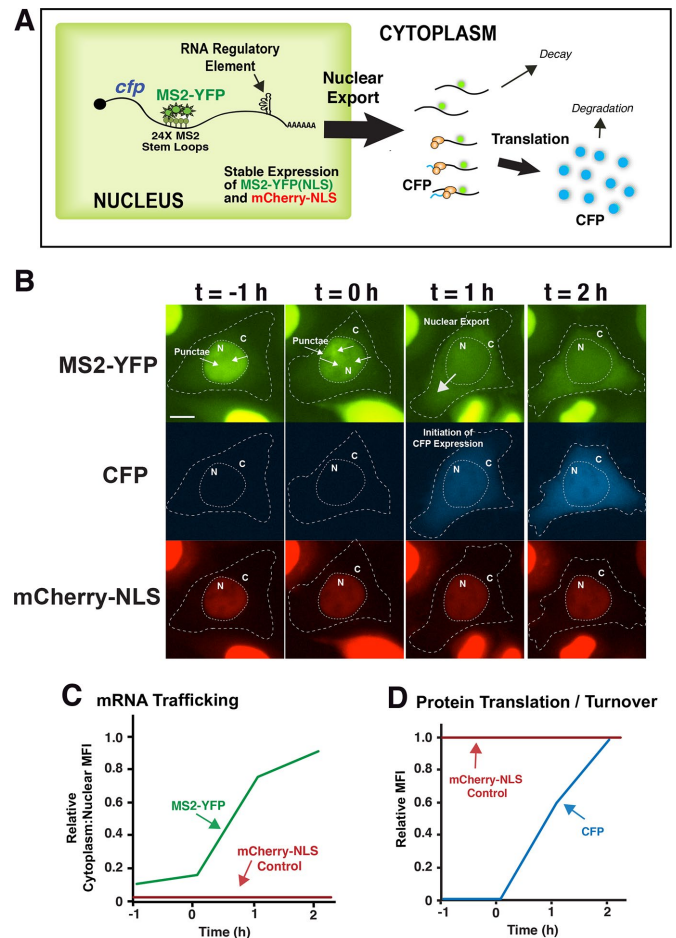 A
CYTOPLASM
RNA Regulatory
Element
cfp
MS2-YFP
24X MS2
Stem Loops
AAAAAA
Nuclear
Export
Stable Expression
of MS2-YFP(NLS)
and mCherry-NLS
NUCLEUS
Decay
Degradation
Translation
CFP
CFP
B
t = -1 h
t = 0 h
t = 1 h
t = 2 h
MS2-YFP
Punctae
N
C
Punctae
N
C
Nuclear Export
N
C
N
C
CFP
N
C
N
C
Initiation of
CFP Expression
N
C
N
C
mCherry-NLS
N
C
N
C
N
C
N
C
C
mRNA Trafficking
Relative
Cytoplasm:Nuclear MFI
1.0
0.8
0.6
0.4
0.2
0
MS2-YFP
mCherry-NLS
Control
-1
0
1
2
Time (h)
D
Protein Translation / Turnover
Relative MFI
1.0
0.8
0.6
0.4
0.2
0
mCherry-NLS
Control
CFP
-1
0
1
2
Time (h)